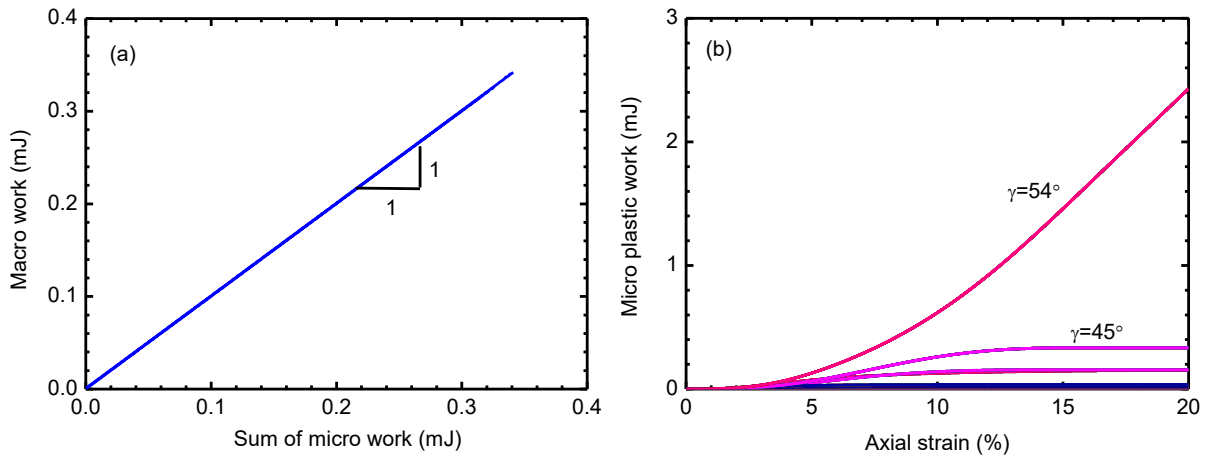 (a)
Macro work (mJ)
0.4
0.3
0.2
0.1
0.0
1
1
0.0 0.1 0.2 0.3 0.4
Sum of micro work (mJ)
(b)
Micro plastic work (mJ)
3
2
1
0
γ=54°
γ=45°
0 5 10 15 20
Axial strain (%)